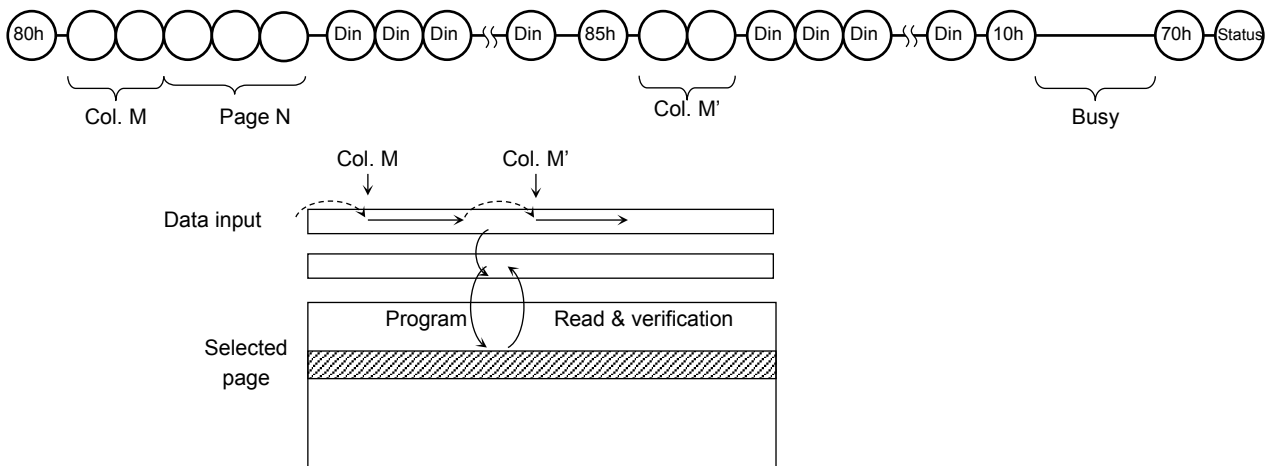 80h Din Din Din Din 85h Din Din Din Din 10h 70h Status
Col. M Page N Col. M’ Busy
Col. M Col. M’
Data input
Program Read & verification
Selected
page